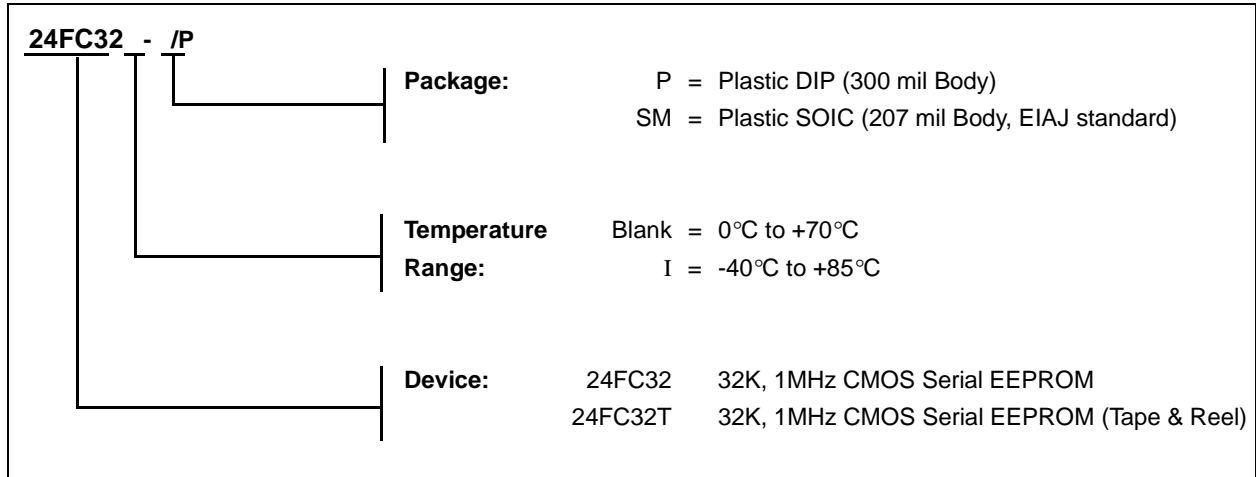 24FC32 - /P
Package: P = Plastic DIP (300 mil Body)
SM = Plastic SOIC (207 mil Body, EIAJ standard)
Temperature Blank = 0°C to +70°C
Range: I = -40°C to +85°C
Device: 24FC32 32K, 1MHz CMOS Serial EEPROM
24FC32T 32K, 1MHz CMOS Serial EEPROM (Tape & Reel)